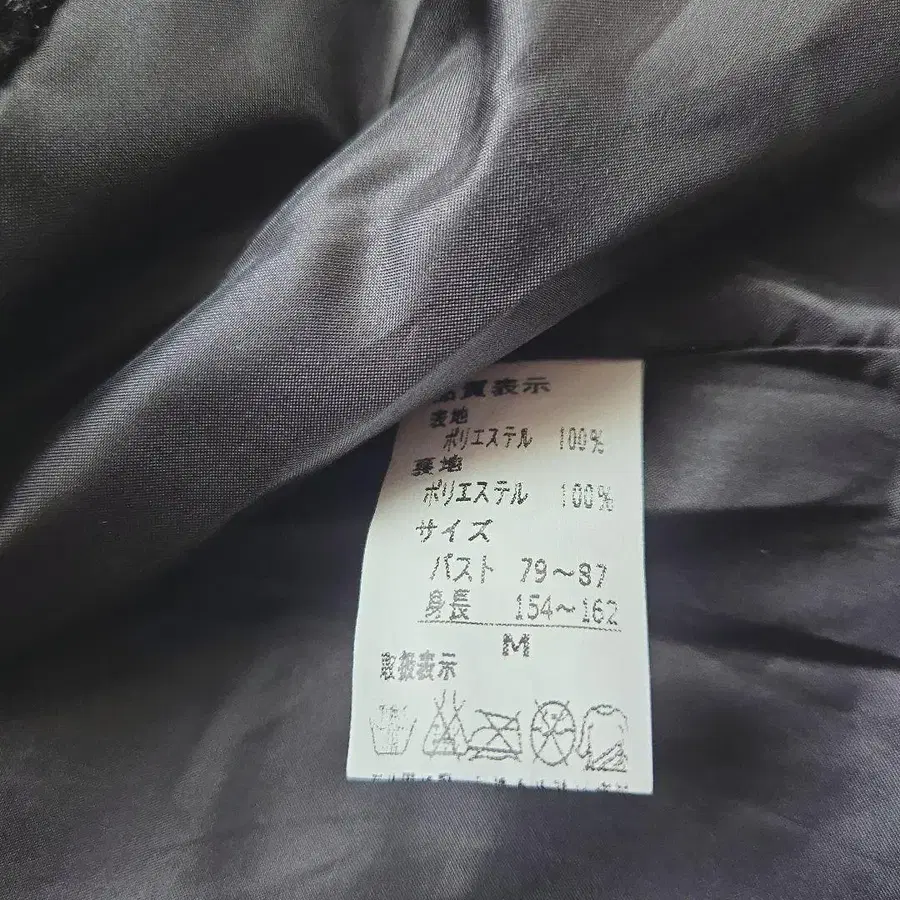 品質表示
表地
ポリエステル 100%
裏地
ポリエステル 100%
サイズ
バスト 79～87
身長 154～162
M
取扱表示